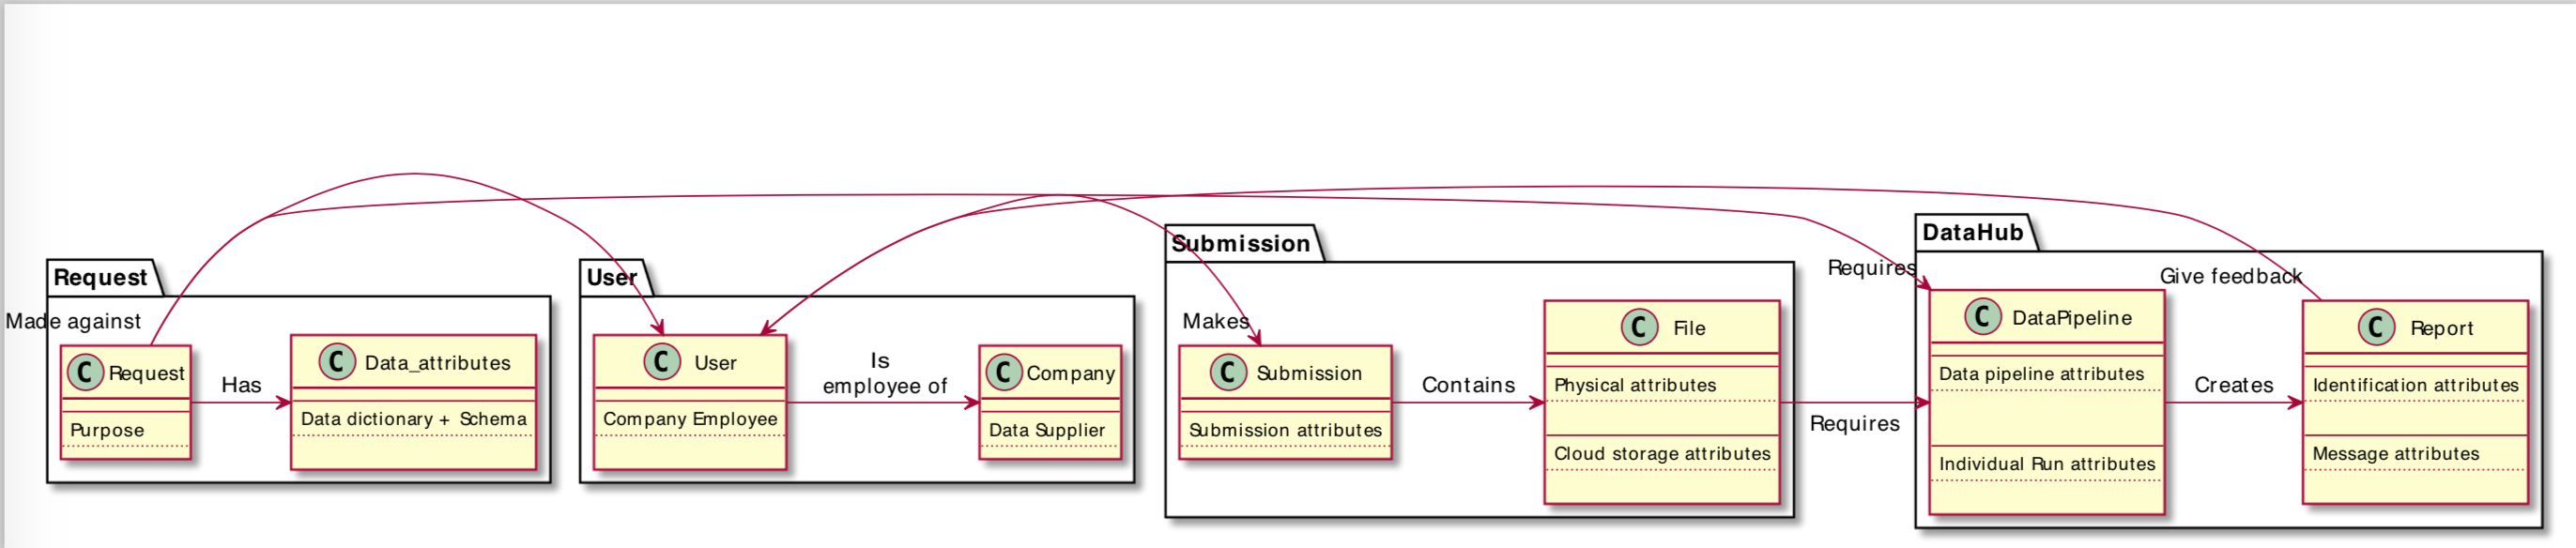 Request
Made against
C Request
Purpose
Has
C Data_attributes
Data dictionary + Schema
User
C User
Company Employee
Is
employee of
C Company
Data Supplier
Submission
Makes
C Submission
Submission attributes
Contains
C File
Physical attributes
Cloud storage attributes
Requires
Requires
DataHub
C DataPipeline
Data pipeline attributes
Individual Run attributes
Creates
Give feedback
C Report
Identification attributes
Message attributes